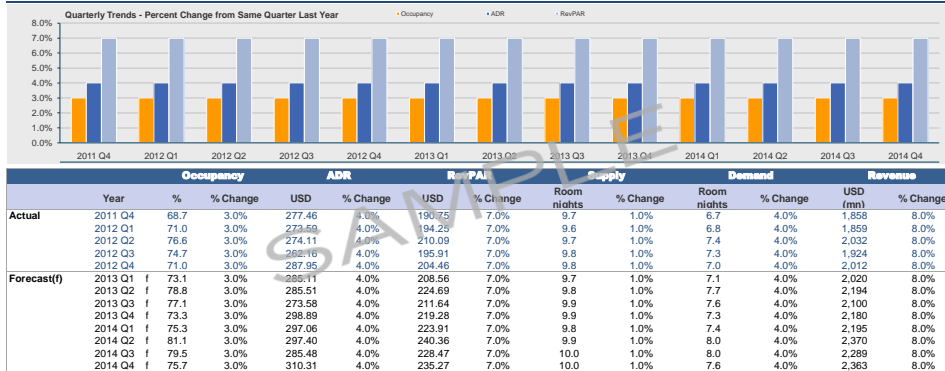 Quarterly Trends - Percent Change from Same Quarter Last Year Occupancy ADR RevPAR
8.0%
7.0%
6.0%
5.0%
4.0%
3.0%
2.0%
1.0%
0.0%
2011 Q4 2012 Q1 2012 Q2 2012 Q3 2012 Q4 2013 Q1 2013 Q2 2013 Q3 2013 Q4 2014 Q1 2014 Q2 2014 Q3 2014 Q4
SAMPLE
Occupancy ADR RevPAR Supply Demand Revenue
Year % % Change USD % Change USD % Change Room nights % Change Room nights % Change USD (mn) % Change
Actual 2011 Q4 68.7 3.0% 277.46 4.0% 190.75 7.0% 9.7 1.0% 6.7 4.0% 1,858 8.0%
2012 Q1 71.0 3.0% 273.59 4.0% 194.25 7.0% 9.6 1.0% 6.8 4.0% 1,859 8.0%
2012 Q2 76.6 3.0% 274.11 4.0% 210.09 7.0% 9.7 1.0% 7.4 4.0% 2,032 8.0%
2012 Q3 74.7 3.0% 262.16 4.0% 195.91 7.0% 9.8 1.0% 7.3 4.0% 1,924 8.0%
2012 Q4 71.0 3.0% 287.95 4.0% 204.46 7.0% 9.8 1.0% 7.0 4.0% 2,012 8.0%
Forecast(f) 2013 Q1 f 73.1 3.0% 285.11 4.0% 208.56 7.0% 9.7 1.0% 7.1 4.0% 2,020 8.0%
2013 Q2 f 78.8 3.0% 285.51 4.0% 224.69 7.0% 9.8 1.0% 7.7 4.0% 2,194 8.0%
2013 Q3 f 77.1 3.0% 273.58 4.0% 211.64 7.0% 9.9 1.0% 7.6 4.0% 2,100 8.0%
2013 Q4 f 73.3 3.0% 298.89 4.0% 219.28 7.0% 9.9 1.0% 7.3 4.0% 2,180 8.0%
2014 Q1 f 75.3 3.0% 297.06 4.0% 223.91 7.0% 9.8 1.0% 7.4 4.0% 2,195 8.0%
2014 Q2 f 81.1 3.0% 297.40 4.0% 240.36 7.0% 9.9 1.0% 8.0 4.0% 2,370 8.0%
2014 Q3 f 79.5 3.0% 285.48 4.0% 228.47 7.0% 10.0 1.0% 8.0 4.0% 2,289 8.0%
2014 Q4 f 75.7 3.0% 310.31 4.0% 235.27 7.0% 10.0 1.0% 7.6 4.0% 2,363 8.0%